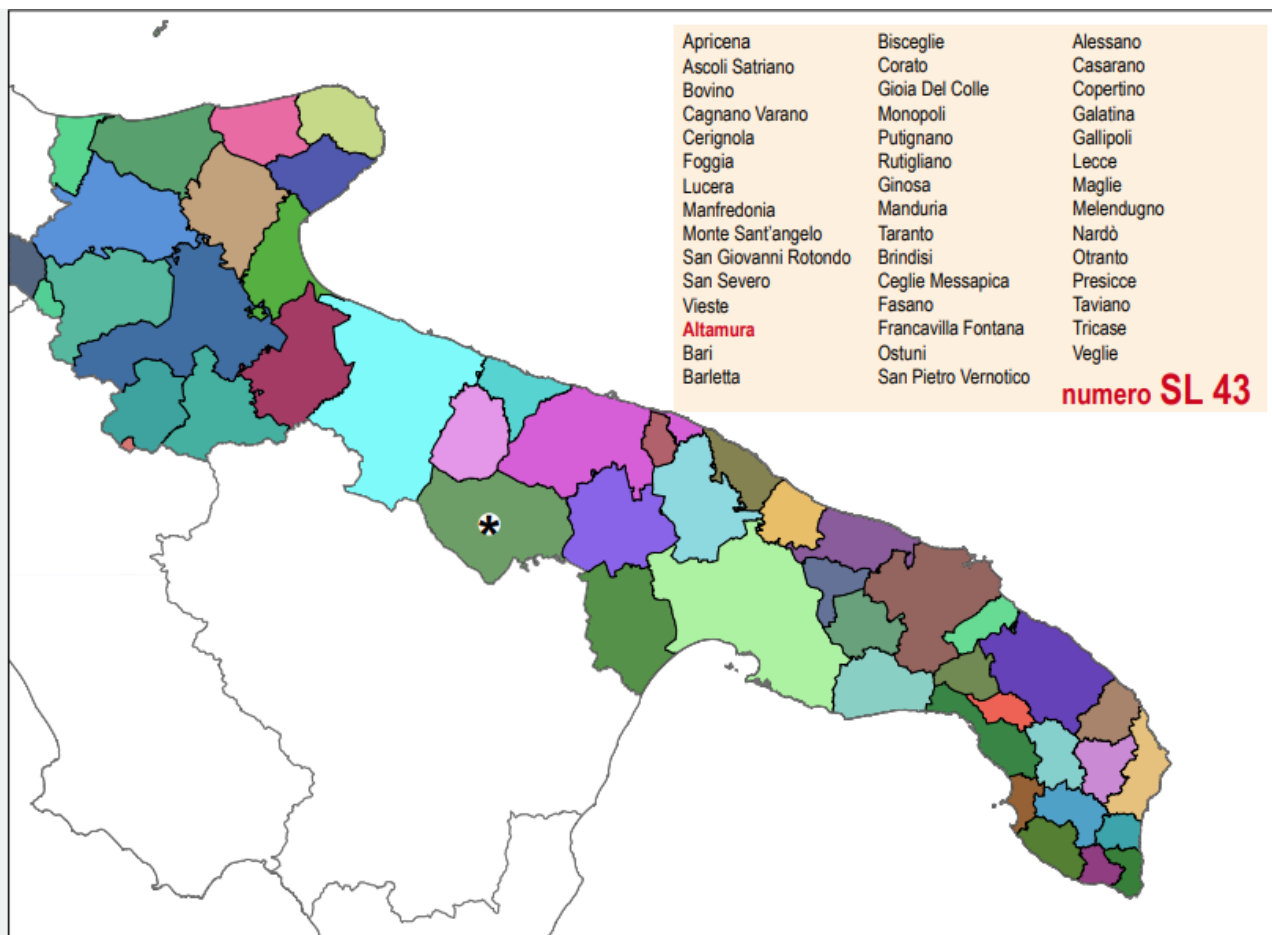 Apricena
Ascoli Satriano
Bovino
Cagnano Varano
Cerignola
Foggia
Lucera
Manfredonia
Monte Sant'angelo
San Giovanni Rotondo
San Severo
Vieste
Altamura
Bari
Barletta
Bisceglie
Corato
Gioia Del Colle
Monopoli
Putignano
Rutigliano
Ginosa
Manduria
Taranto
Brindisi
Ceglie Messapica
Fasano
Francavilla Fontana
Ostuni
San Pietro Vernotico
Alessano
Casarano
Copertino
Galatina
Gallipoli
Lecce
Maglie
Melendugno
Nardò
Otranto
Presicce
Taviano
Tricase
Veglie
numero SL 43
*